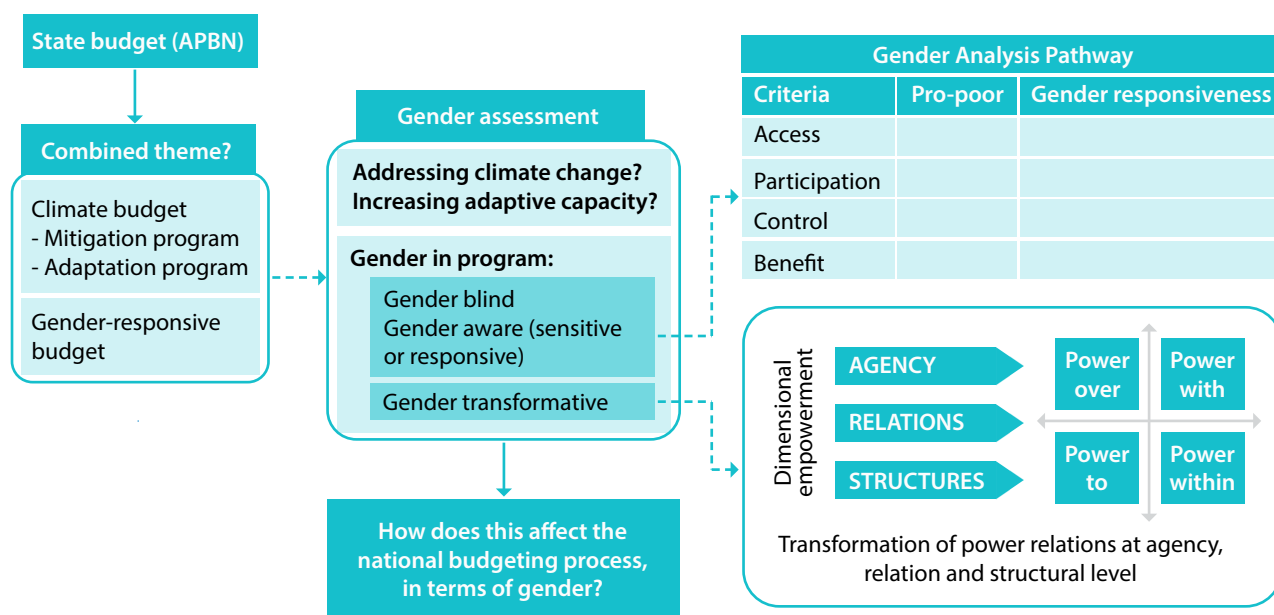 State budget (APBN)
Combined theme?
Climate budget
- Mitigation program
- Adaptation program
Gender-responsive
budget
Gender assessment
Addressing climate change?
Increasing adaptive capacity?
Gender in program:
Gender blind
Gender aware (sensitive
or responsive)
Gender transformative
How does this affect the
national budgeting process,
in terms of gender?
Gender Analysis Pathway
Criteria Pro-poor Gender responsiveness
Access
Participation
Control
Benefit
Dimensional
empowerment
AGENCY
RELATIONS
STRUCTURES
Power
over
Power
with
Power
to
Power
within
Transformation of power relations at agency,
relation and structural level